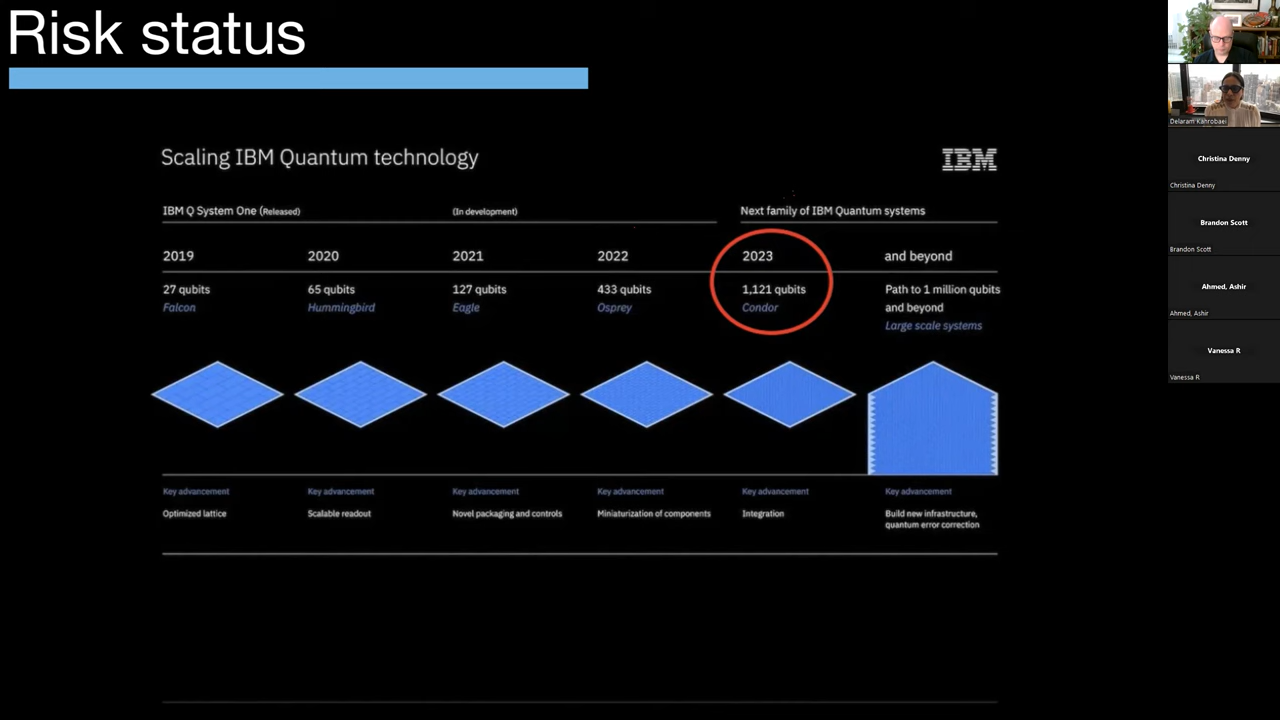 Risk status
Scaling IBM Quantum technology
IBM
IBM Q System One (Released)
(In development)
Next family of IBM Quantum systems
2019
2020
2021
2022
2023
and beyond
27 qubits
65 qubits
127 qubits
433 qubits
1,121 qubits
Path to 1 million qubits
and beyond
Falcon
Hummingbird
Eagle
Osprey
Condor
Large scale systems
Key advancement
Key advancement
Key advancement
Key advancement
Key advancement
Key advancement
Optimized lattice
Scalable readout
Novel packaging and controls
Miniaturization of components
Integration
Build new infrastructure,
quantum error correction
Delaram Kahrobaei
Christina Denny
Christina Denny
Brandon Scott
Brandon Scott
Ahmed, Ashir
Ahmed, Ashir
Vanessa R
Vanessa R